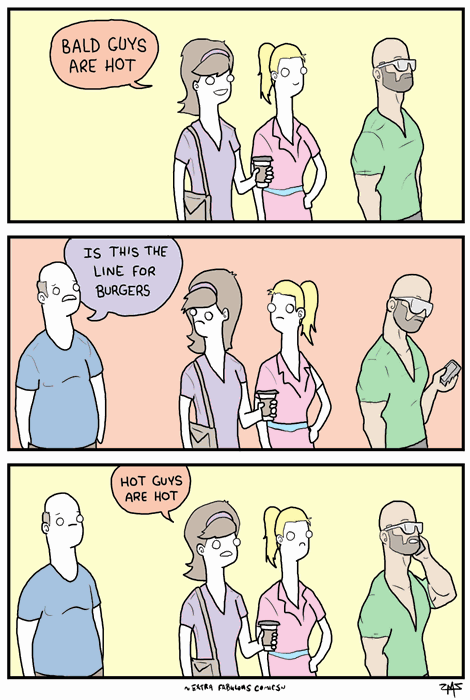 BALD GUYS
ARE HOT
IS THIS THE
LINE FOR
BURGERS
HOT GUYS
ARE HOT
~EXTRA FABULOUS COMICS~